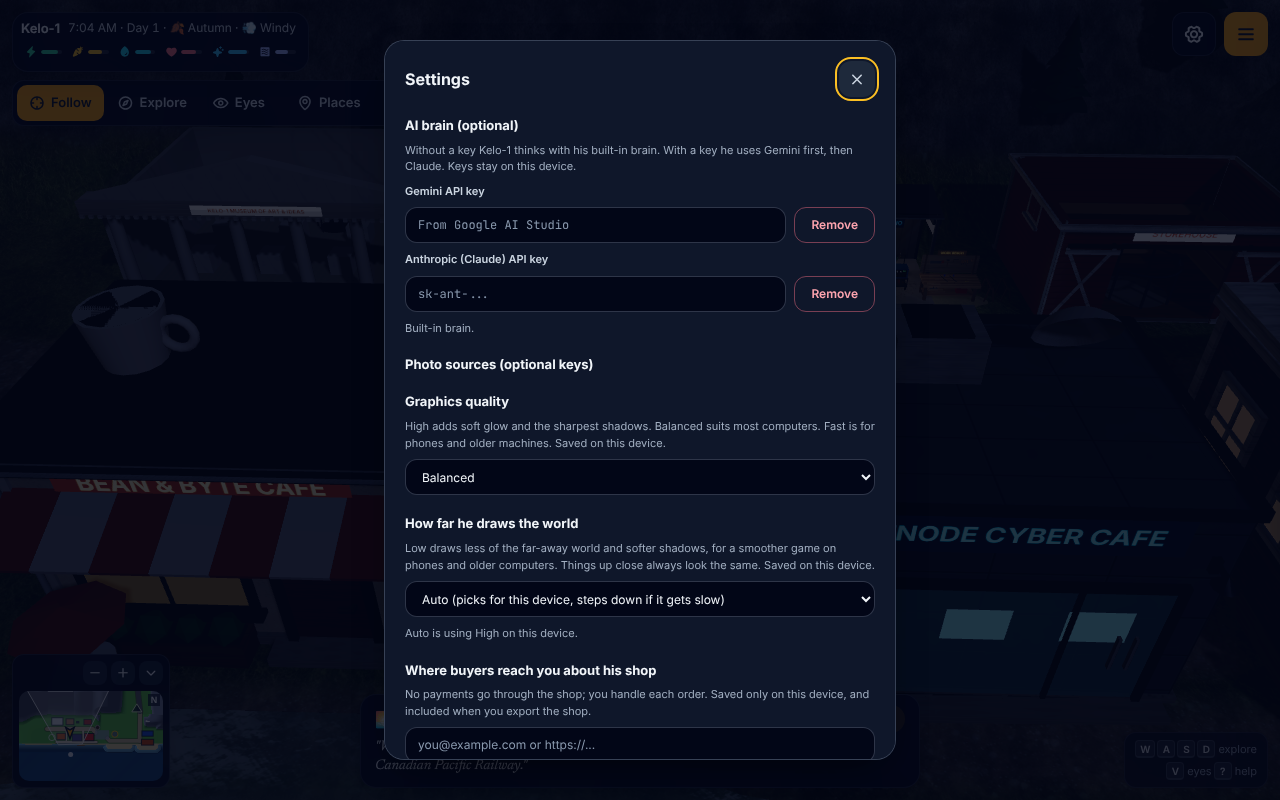 Kelo-1 7:04 AM · Day 1 · 🍂 Autumn · 💨 Windy
Follow
Explore
Eyes
Places
Settings
AI brain (optional)
Without a key Kelo-1 thinks with his built-in brain. With a key he uses Gemini first, then
Claude. Keys stay on this device.
Gemini API key
From Google AI Studio
Remove
Anthropic (Claude) API key
sk-ant-...
Remove
Built-in brain.
Photo sources (optional keys)
Graphics quality
High adds soft glow and the sharpest shadows. Balanced suits most computers. Fast is for
phones and older machines. Saved on this device.
Balanced
How far he draws the world
Low draws less of the far-away world and softer shadows, for a smoother game on
phones and older computers. Things up close always look the same. Saved on this device.
Auto (picks for this device, steps down if it gets slow)
Auto is using High on this device.
Where buyers reach you about his shop
No payments go through the shop; you handle each order. Saved only on this device, and
included when you export the shop.
you@example.com or https://...
BEAN & BYTE CAFE
NODE CYBER CAFE
N
Canadian Pacific Railway."
W A S D explore
V eyes ? help